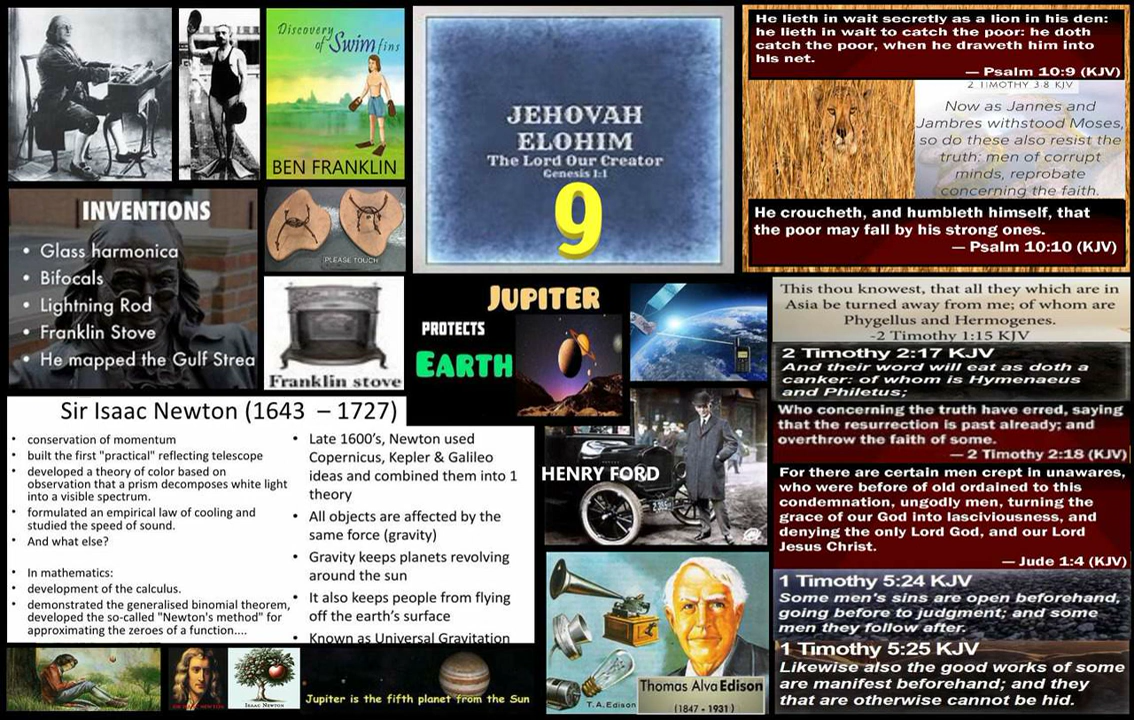 Discovery
of Swim fins
BEN FRANKLIN
INVENTIONS
• Glass harmonica
• Bifocals
• Lightning Rod
• Franklin Stove
• He mapped the Gulf Strea
PLEASE TOUCH
Franklin stove
JEHOVAH
ELOHIM
The Lord Our Creator
Genesis 1:1
9
He lieth in wait secretly as a lion in his den:
he lieth in wait to catch the poor: he doth
catch the poor, when he draweth him into
his net.
— Psalm 10:9 (KJV)
2 TIMOTHY 3:8 KJV
Now as Jannes and
Jambres withstood Moses,
so do these also resist the
truth: men of corrupt
minds, reprobate
concerning the faith.
He croucheth, and humbleth himself, that
the poor may fall by his strong ones.
— Psalm 10:10 (KJV)
JUPITER
PROTECTS
EARTH
Sir Isaac Newton (1643 – 1727)
• conservation of momentum
• built the first "practical" reflecting telescope
• developed a theory of color based on
observation that a prism decomposes white light
into a visible spectrum.
• formulated an empirical law of cooling and
studied the speed of sound.
• And what else?
• In mathematics:
• development of the calculus.
• demonstrated the generalised binomial theorem,
developed the so-called "Newton's method" for
approximating the zeroes of a function....
• Late 1600's, Newton used
Copernicus, Kepler & Galileo
ideas and combined them into 1
theory
• All objects are affected by the
same force (gravity)
• Gravity keeps planets revolving
around the sun
• It also keeps people from flying
off the earth's surface
• Known as Universal Gravitation
SIR ISAAC NEWTON
ISAAC NEWTON
Jupiter is the fifth planet from the Sun
HENRY FORD
T.A. Edison
Thomas Alva Edison
(1847 - 1931)
This thou knowest, that all they which are in
Asia be turned away from me; of whom are
Phygellus and Hermogenes.
-2 Timothy 1:15 KJV
2 Timothy 2:17 KJV
And their word will eat as doth a
canker: of whom is Hymenaeus
and Philetus;
Who concerning the truth have erred, saying
that the resurrection is past already; and
overthrow the faith of some.
— 2 Timothy 2:18 (KJV)
For there are certain men crept in unawares,
who were before of old ordained to this
condemnation, ungodly men, turning the
grace of our God into lasciviousness, and
denying the only Lord God, and our Lord
Jesus Christ.
— Jude 1:4 (KJV)
1 Timothy 5:24 KJV
Some men's sins are open beforehand,
going before to judgment; and some
men they follow after.
1 Timothy 5:25 KJV
Likewise also the good works of some
are manifest beforehand; and they
that are otherwise cannot be hid.